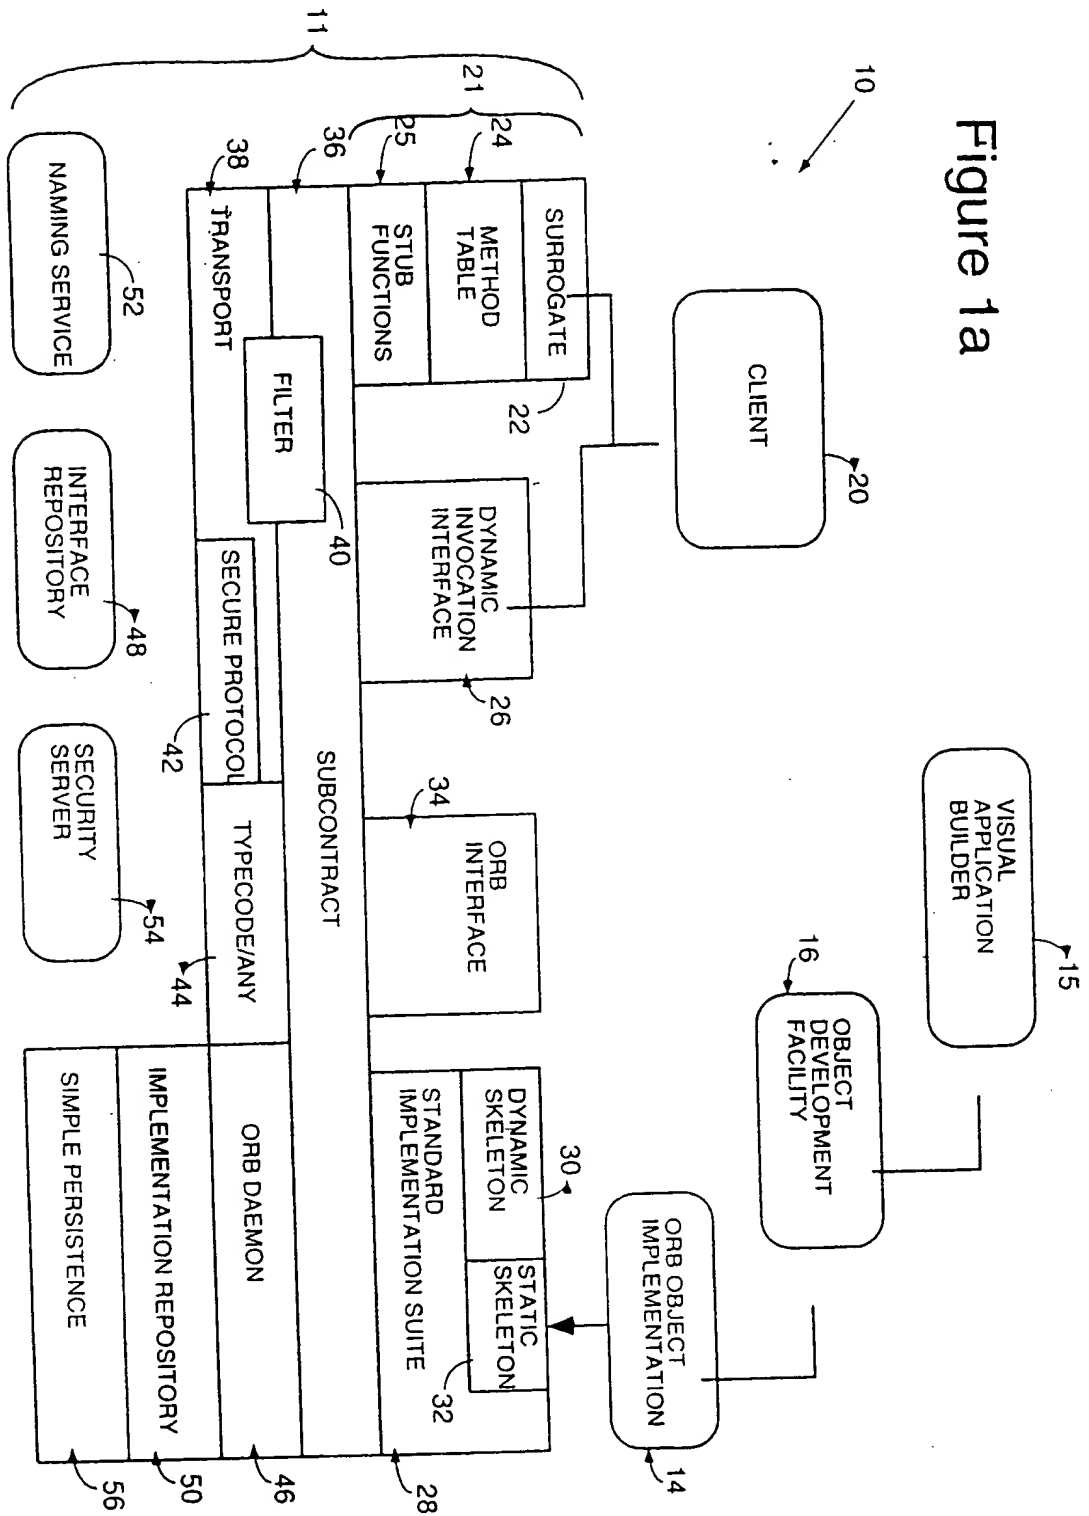 Figure 1a
10
11
21
CLIENT
20
VISUAL
APPLICATION
BUILDER
15
16
OBJECT
DEVELOPMENT
FACILITY
ORB OBJECT
IMPLEMENTATION
14
SURROGATE
22
24
METHOD
TABLE
25
STUB
FUNCTIONS
DYNAMIC
INVOCATION
INTERFACE
26
34
ORB
INTERFACE
DYNAMIC
SKELETON
30
STATIC
SKELETON
32
STANDARD
IMPLEMENTATION SUITE
28
36
SUBCONTRACT
FILTER
40
38
TRANSPORT
SECURE PROTOCOL
42
TYPECODE/ANY
44
ORB DAEMON
46
IMPLEMENTATION REPOSITORY
50
SIMPLE PERSISTENCE
56
NAMING SERVICE
52
INTERFACE
REPOSITORY
48
SECURITY
SERVER
54